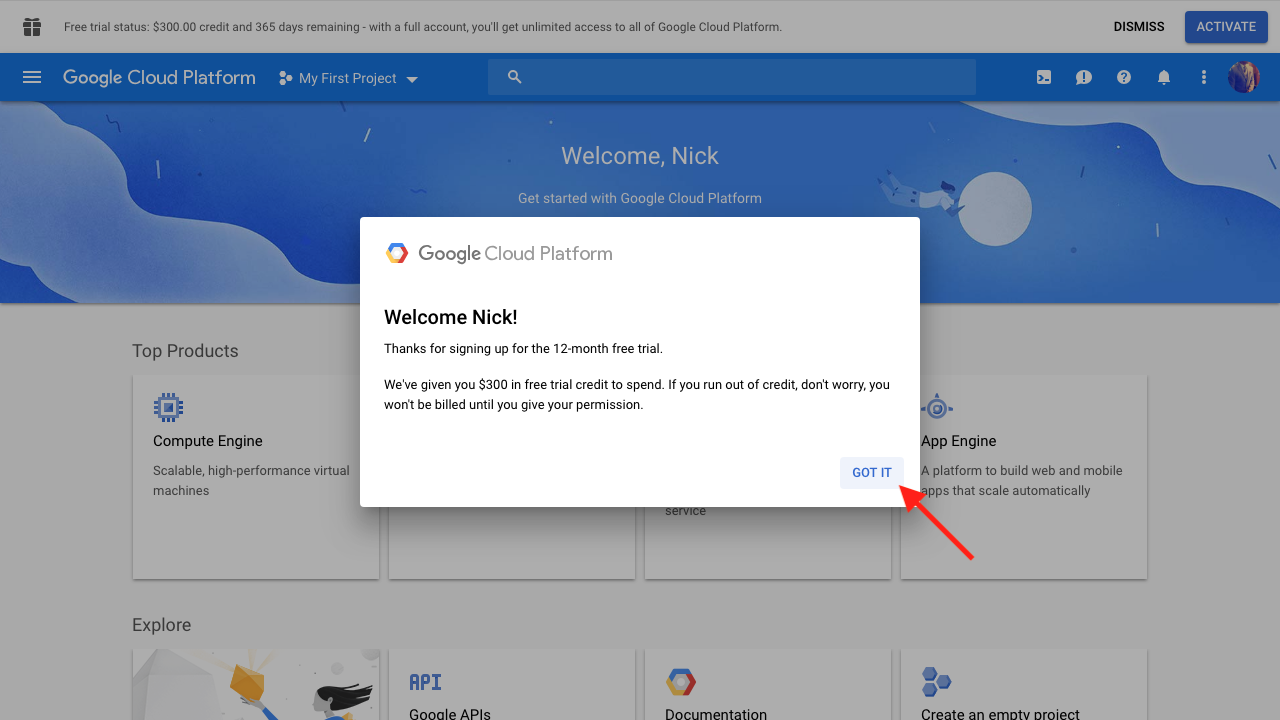 Free trial status: $300.00 credit and 365 days remaining - with a full account, you'll get unlimited access to all of Google Cloud Platform.
DISMISS
ACTIVATE
Google Cloud Platform
My First Project
Welcome, Nick
Get started with Google Cloud Platform
Google Cloud Platform
Welcome Nick!
Thanks for signing up for the 12-month free trial.
We've given you $300 in free trial credit to spend. If you run out of credit, don't worry, you
won't be billed until you give your permission.
GOT IT
Top Products
Compute Engine
Scalable, high-performance virtual
machines
service
App Engine
A platform to build web and mobile
apps that scale automatically
Explore
API
Google APIs
Documentation
Create an empty project